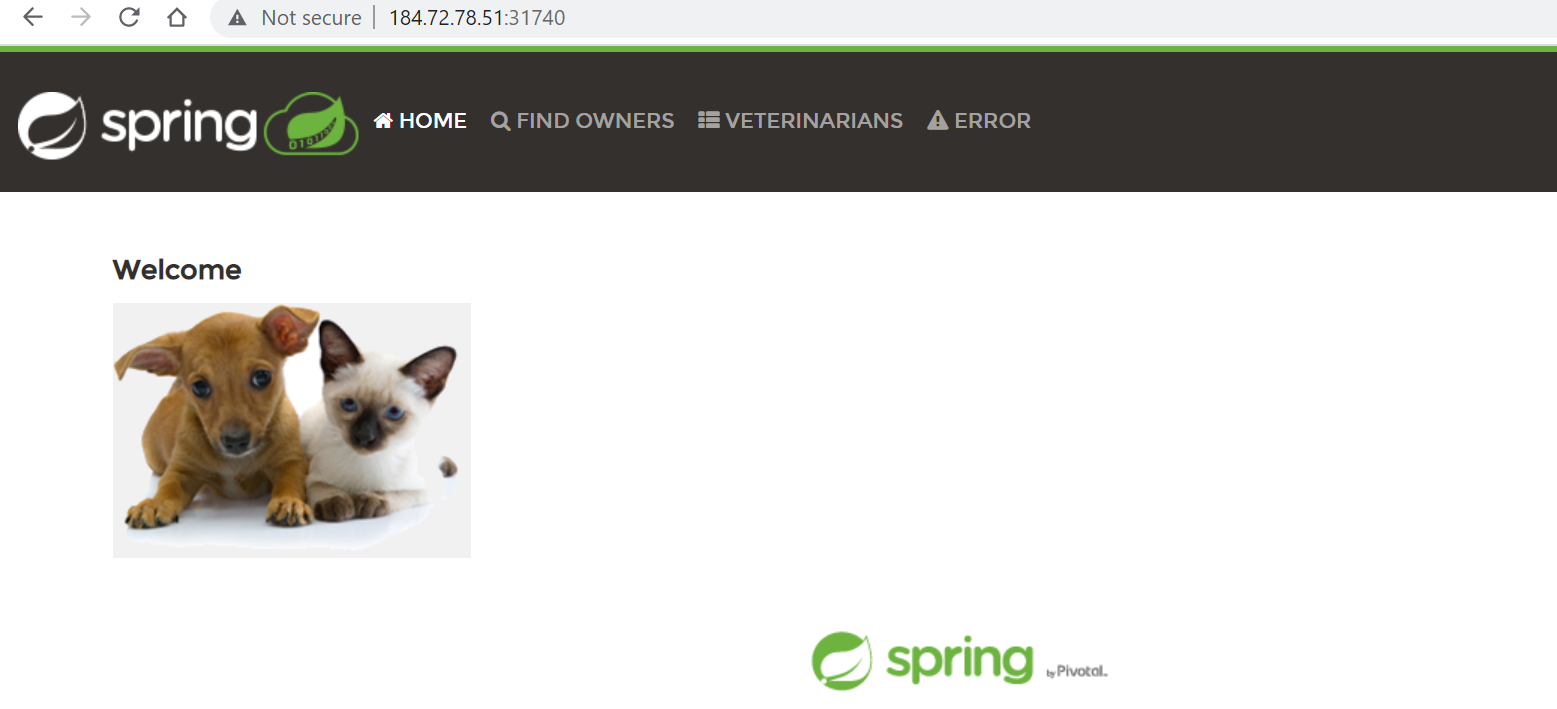 Not secure 184.72.78.51:31740
spring HOME FIND OWNERS VETERINARIANS ERROR
Welcome
spring by Pivotal